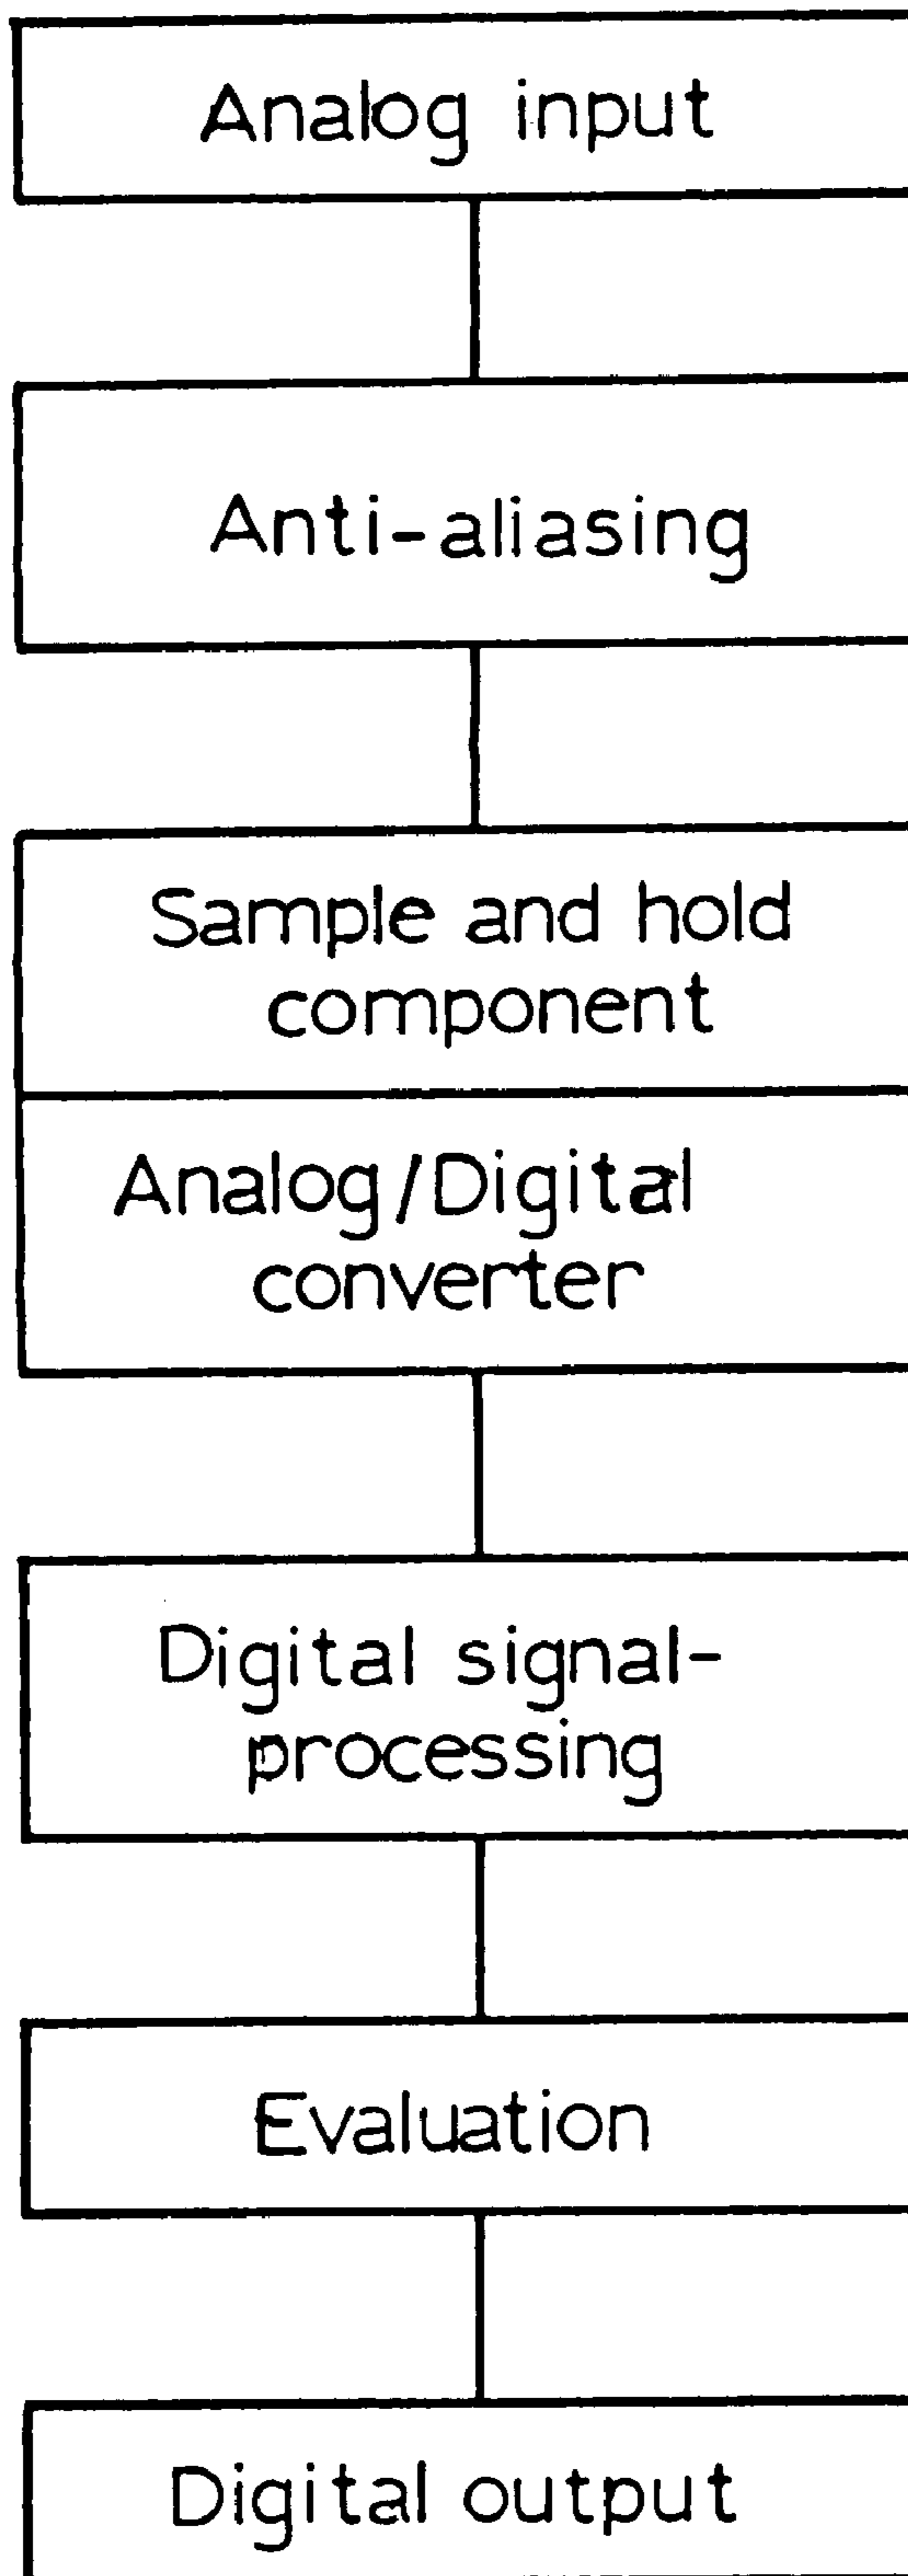 Analog input
Anti-aliasing
Sample and hold
component
Analog/Digital
converter
Digital signal-
processing
Evaluation
Digital output